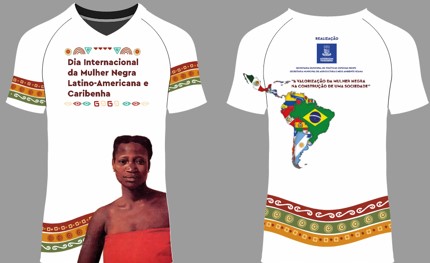 Dia Internacional
da Mulher Negra
Latino-Americana e
Caribenha
REALIZAÇÃO
"A VALORIZAÇÃO DA MULHER NEGRA
NA CONSTRUÇÃO DE UMA SOCIEDADE"